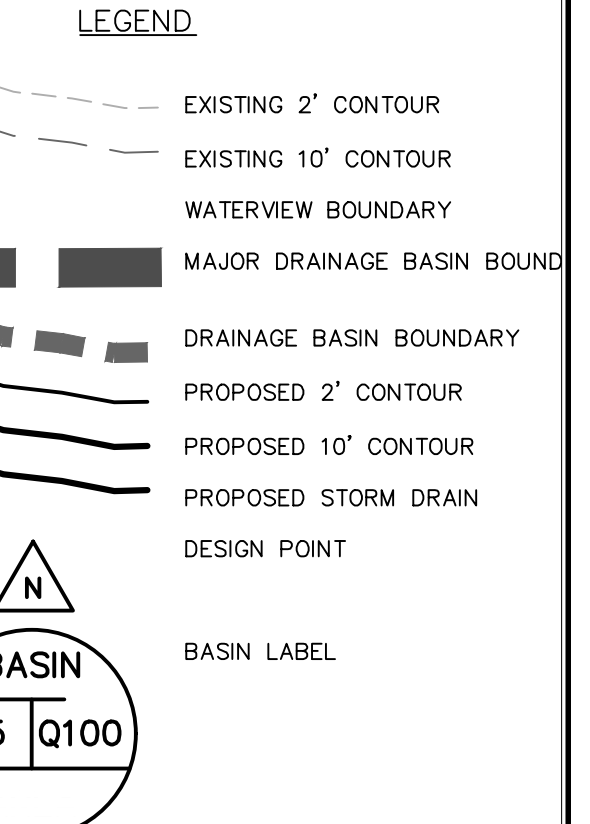 LEGEND
EXISTING 2' CONTOUR
EXISTING 10' CONTOUR
WATERVIEW BOUNDARY
MAJOR DRAINAGE BASIN BOUND
DRAINAGE BASIN BOUNDARY
PROPOSED 2' CONTOUR
PROPOSED 10' CONTOUR
PROPOSED STORM DRAIN
DESIGN POINT
N
BASIN LABEL
BASIN
5 Q100